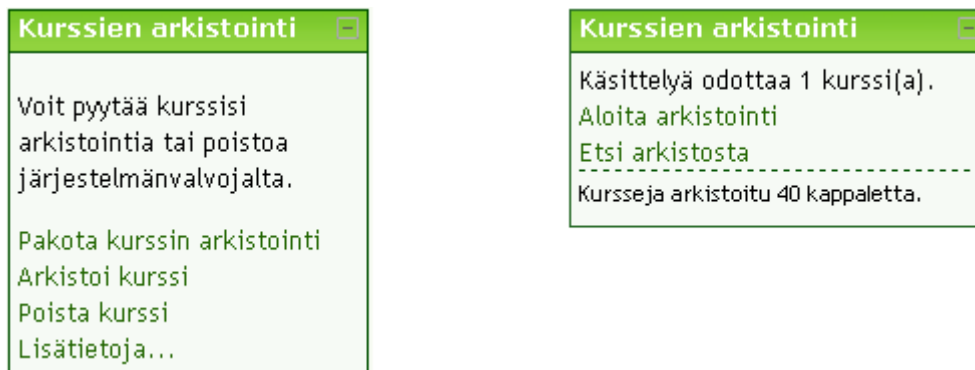 Kurssien arkistointi
Voit pyytää kurssisi
arkistointia tai poistoa
järjestelmänvalvojalta.
Pakota kurssin arkistointi
Arkistoi kurssi
Poista kurssi
Lisätietoja...
Kurssien arkistointi
Käsittelyä odottaa 1 kurssi(a).
Aloita arkistointi
Etsi arkistosta
Kursseja arkistoitu 40 kappaletta.